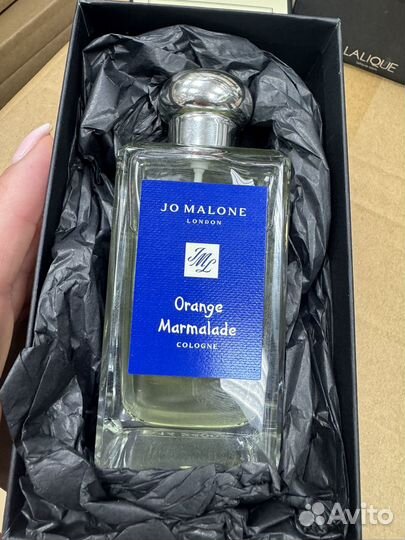 LALIQUE
JO MALONE
LONDON
JML
Orange
Marmalade
COLOGNE
Avito